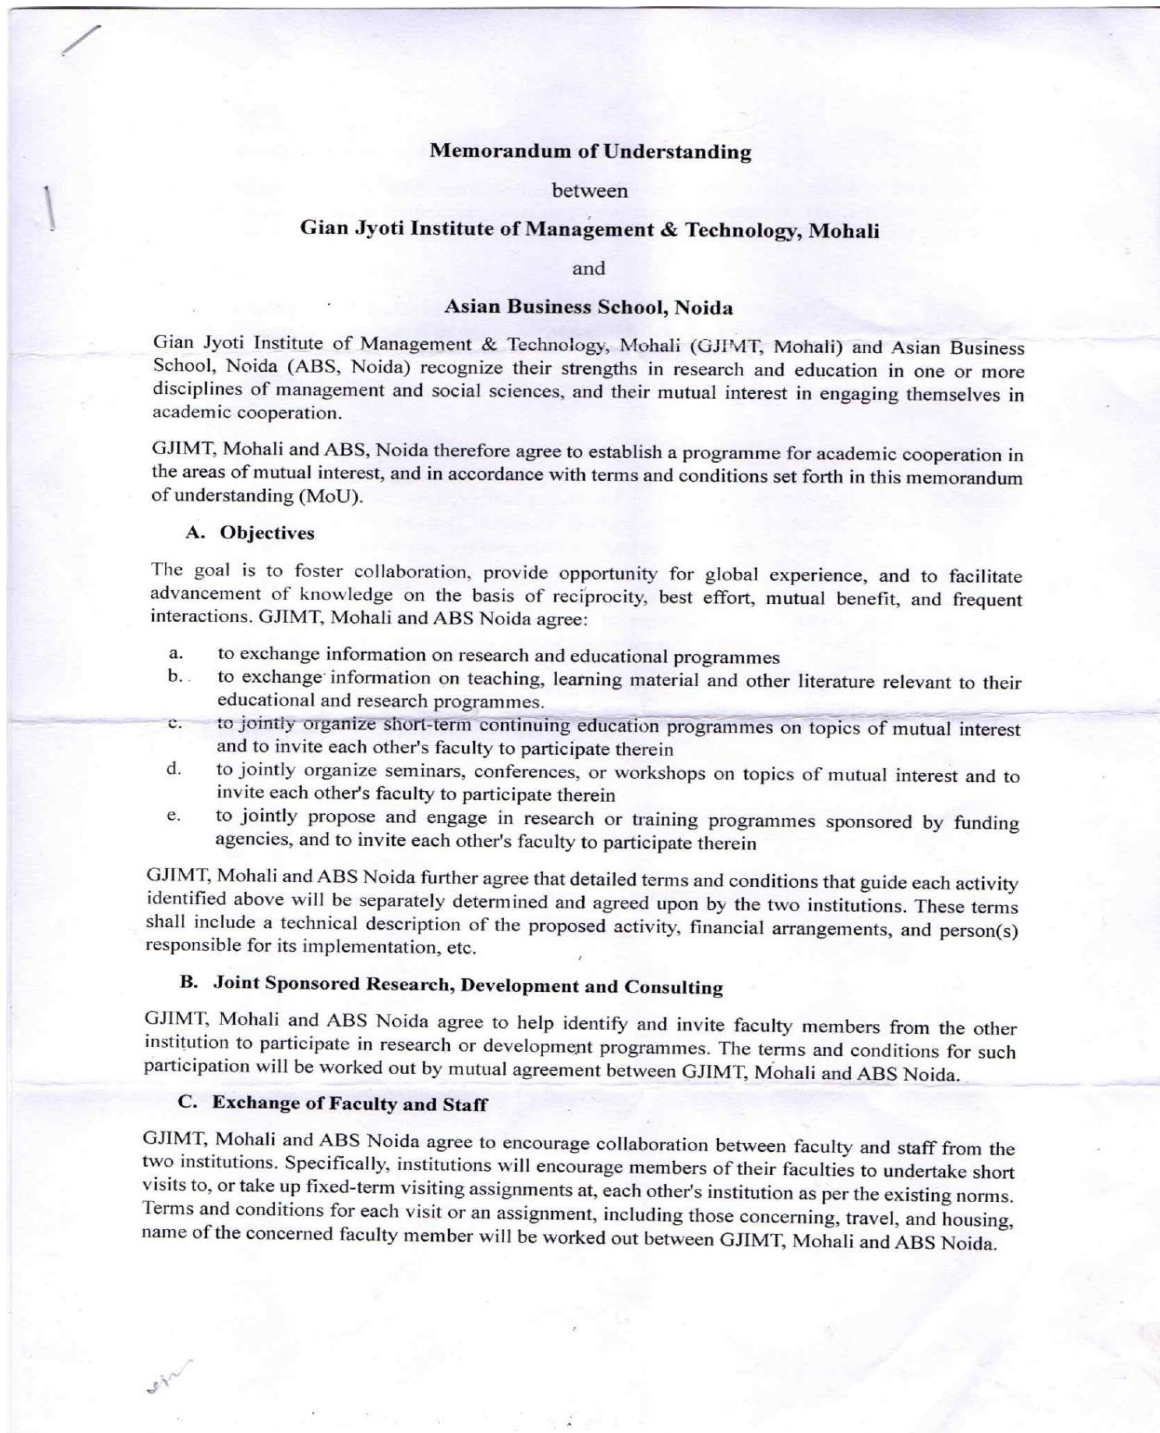 Memorandum of Understanding
between
Gian Jyoti Institute of Management & Technology, Mohali
and
Asian Business School, Noida
Gian Jyoti Institute of Management & Technology, Mohali (GJIMT, Mohali) and Asian Business
School, Noida (ABS, Noida) recognize their strengths in research and education in one or more
disciplines of management and social sciences, and their mutual interest in engaging themselves in
academic cooperation.
GJIMT, Mohali and ABS, Noida therefore agree to establish a programme for academic cooperation in
the areas of mutual interest, and in accordance with terms and conditions set forth in this memorandum
of understanding (MoU).
A. Objectives
The goal is to foster collaboration, provide opportunity for global experience, and to facilitate
advancement of knowledge on the basis of reciprocity, best effort, mutual benefit, and frequent
interactions. GJIMT, Mohali and ABS Noida agree:
a. to exchange information on research and educational programmes
b. to exchange information on teaching, learning material and other literature relevant to their
educational and research programmes.
c. to jointly organize short-term continuing education programmes on topics of mutual interest
and to invite each other's faculty to participate therein
d. to jointly organize seminars, conferences, or workshops on topics of mutual interest and to
invite each other's faculty to participate therein
e. to jointly propose and engage in research or training programmes sponsored by funding
agencies, and to invite each other's faculty to participate therein
GJIMT, Mohali and ABS Noida further agree that detailed terms and conditions that guide each activity
identified above will be separately determined and agreed upon by the two institutions. These terms
shall include a technical description of the proposed activity, financial arrangements, and person(s)
responsible for its implementation, etc.
B. Joint Sponsored Research, Development and Consulting
GJIMT, Mohali and ABS Noida agree to help identify and invite faculty members from the other
institution to participate in research or development programmes. The terms and conditions for such
participation will be worked out by mutual agreement between GJIMT, Mohali and ABS Noida.
C. Exchange of Faculty and Staff
GJIMT, Mohali and ABS Noida agree to encourage collaboration between faculty and staff from the
two institutions. Specifically, institutions will encourage members of their faculties to undertake short
visits to, or take up fixed-term visiting assignments at, each other's institution as per the existing norms.
Terms and conditions for each visit or an assignment, including those concerning, travel, and housing,
name of the concerned faculty member will be worked out between GJIMT, Mohali and ABS Noida.